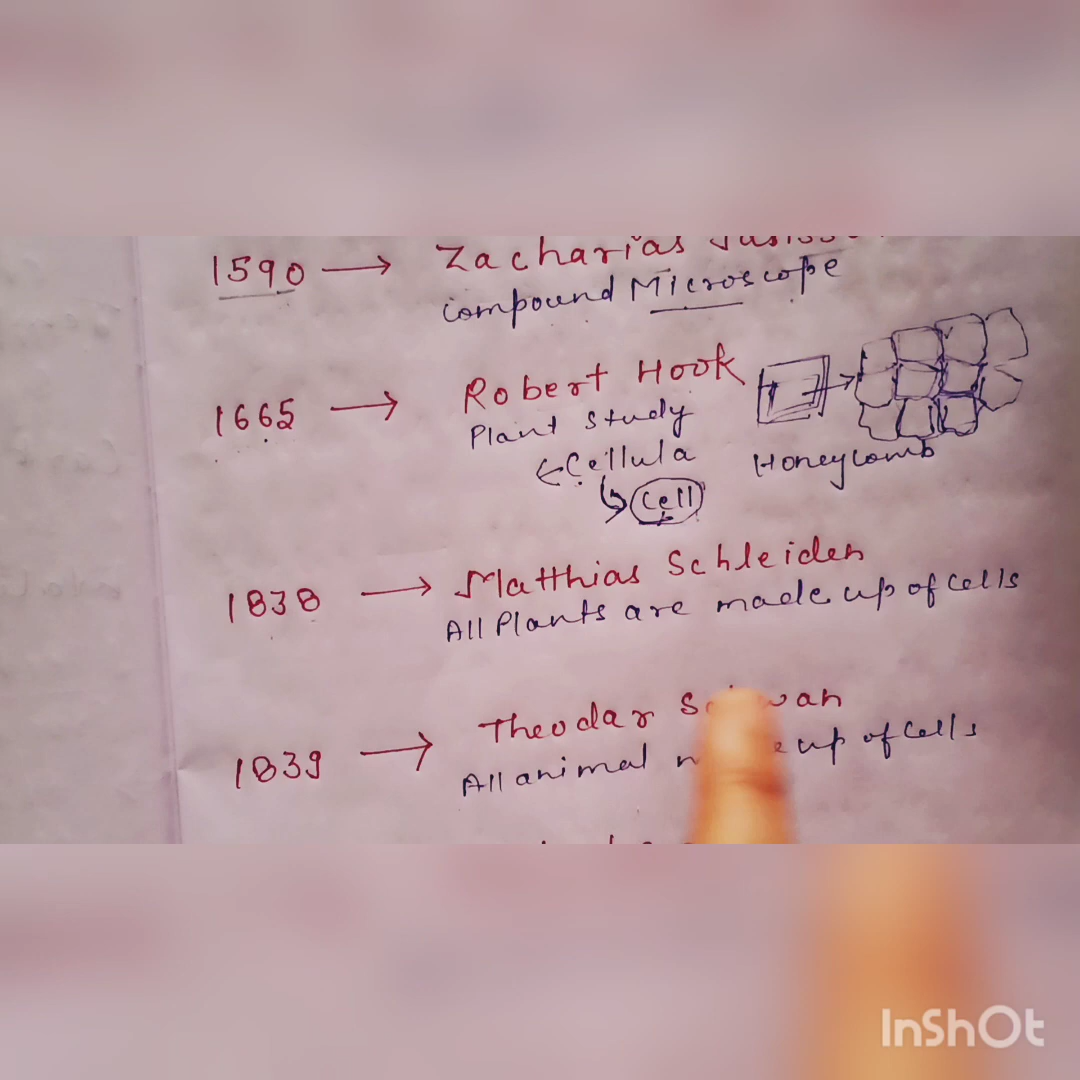 1590 → Zacharias
compound Microscope
1665 → Robert Hook
Plant Study
← Cellula
Cell
Honeycomb
1838 → Matthias Schleiden
All Plants are made up of cells
1839 → Theodar
All animal up of cells
InShOt